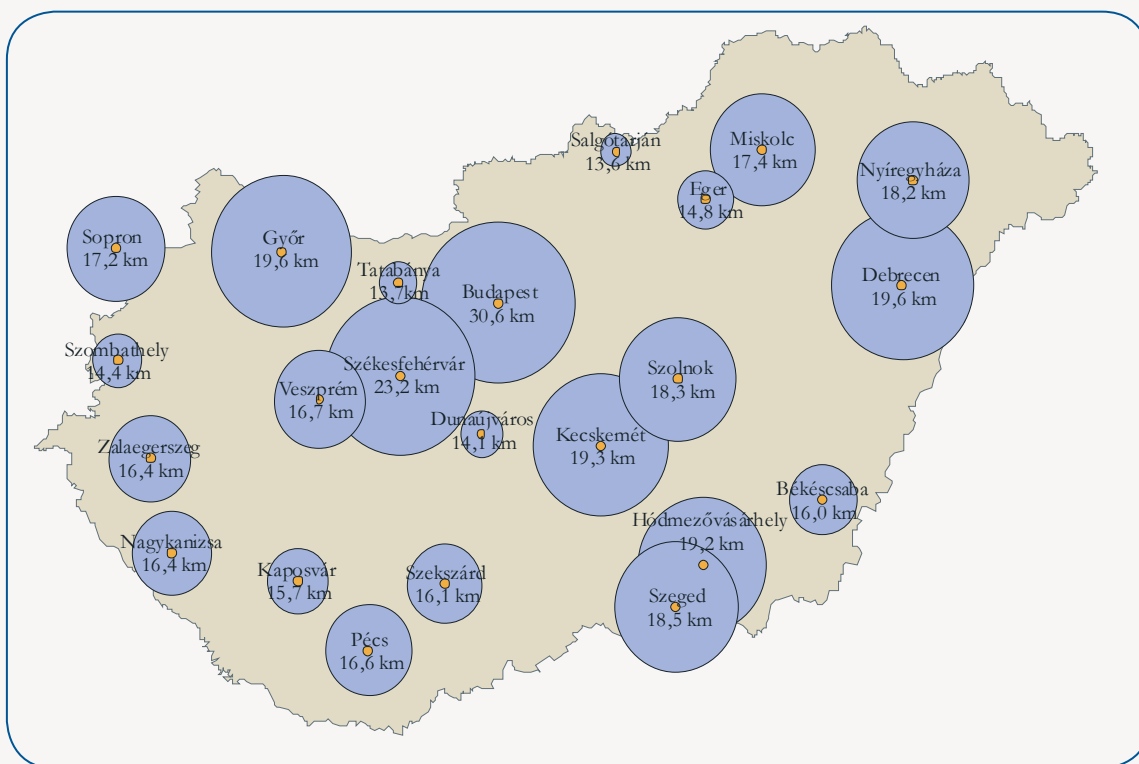 Salgótarján
13,6 km
Miskolc
17,4 km
Nyíregyháza
18,2 km
Eger
14,8 km
Sopron
17,2 km
Győr
19,6 km
Tatabánya
13,7km
Budapest
30,6 km
Debrecen
19,6 km
Szombathely
14,4 km
Székesfehérvár
23,2 km
Veszprém
16,7 km
Szolnok
18,3 km
Dunaújváros
14,1 km
Kecskemét
19,3 km
Zalaegerszeg
16,4 km
Békéscsaba
16,0 km
Hódmezővásárhely
19,2 km
Nagykanizsa
16,4 km
Kaposvár
15,7 km
Szekszárd
16,1 km
Szeged
18,5 km
Pécs
16,6 km